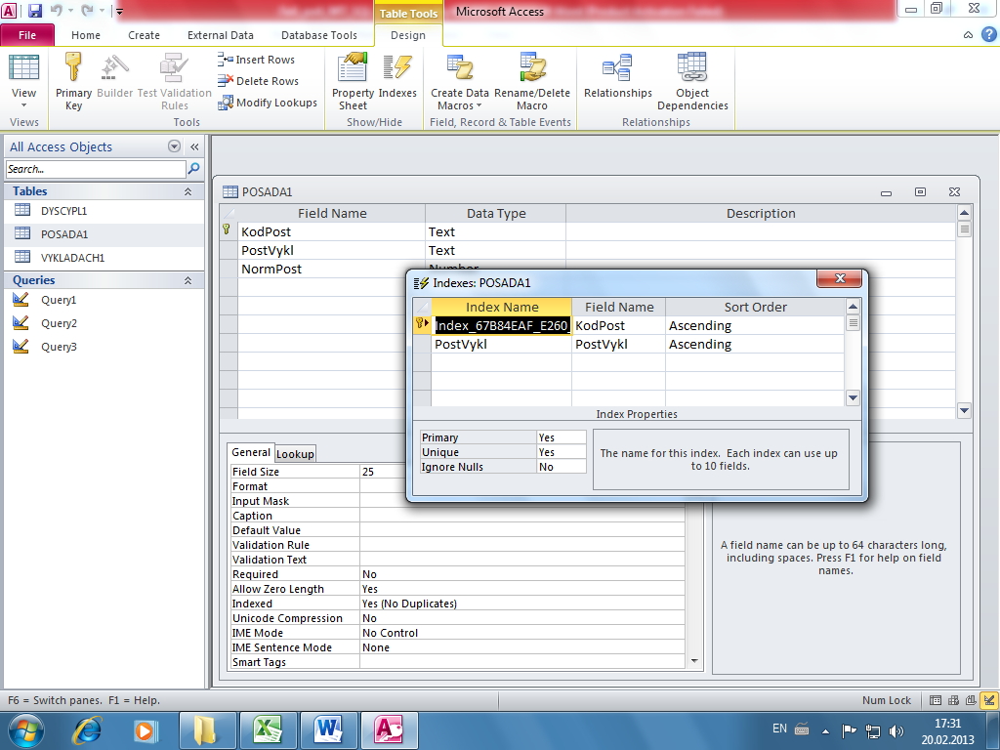 Table Tools
Microsoft Access
File
Home
Create
External Data
Database Tools
Design
View
Primary Key
Builder
Test Validation Rules
Insert Rows
Delete Rows
Modify Lookups
Property Sheet
Indexes
Create Data Macros
Rename/Delete Macro
Relationships
Object Dependencies
Views
Tools
Show/Hide
Field, Record & Table Events
Relationships
All Access Objects
Search...
Tables
DYSCYPL1
POSADA1
VYKLADACH1
Queries
Query1
Query2
Query3
POSADA1
Field Name Data Type Description
KodPost Text
PostVykl Text
NormPost Number
Indexes: POSADA1
Index Name Field Name Sort Order
Index_67B84EAF_E260_ KodPost Ascending
PostVykl PostVykl Ascending
Index Properties
Primary Yes
Unique Yes
Ignore Nulls No
The name for this index. Each index can use up
to 10 fields.
General
Lookup
Field Size 25
Format
Input Mask
Caption
Default Value
Validation Rule
Validation Text
Required No
Allow Zero Length Yes
Indexed Yes (No Duplicates)
Unicode Compression No
IME Mode No Control
IME Sentence Mode None
Smart Tags
A field name can be up to 64 characters long,
including spaces. Press F1 for help on field
names.
F6 = Switch panes. F1 = Help.
Num Lock
EN
17:31
20.02.2013